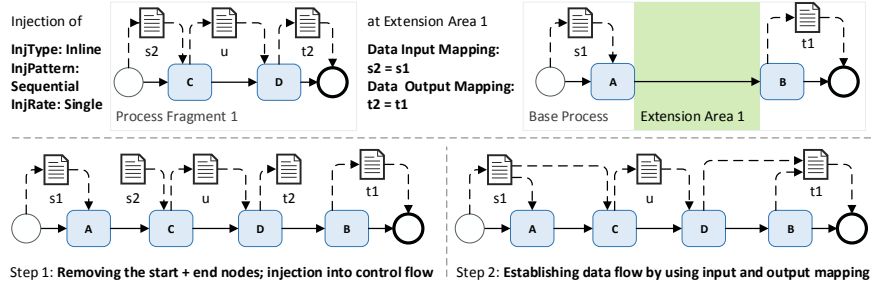 Injection of
InjType: Inline
InjPattern:
Sequential
InjRate: Single
s2
u
t2
C
D
Process Fragment 1
at Extension Area 1
Data Input Mapping:
s2 = s1
Data Output Mapping:
t2 = t1
s1
t1
A
B
Base Process
Extension Area 1
s1
s2
u
t2
t1
A
C
D
B
Step 1: Removing the start + end nodes; injection into control flow
s1
u
t1
A
C
D
B
Step 2: Establishing data flow by using input and output mapping